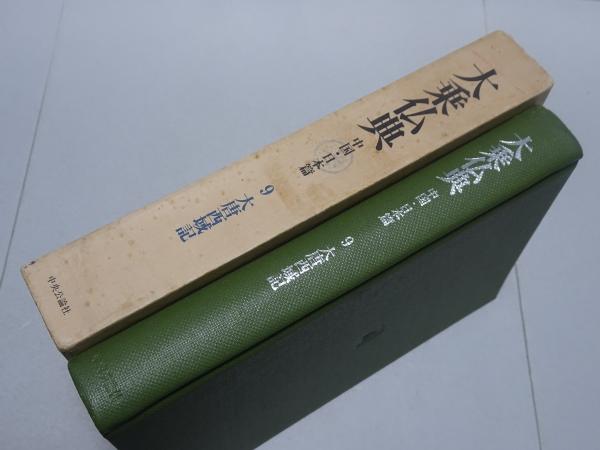 大乗仏典
中国・日本篇
9
大唐西域記
中央公論社
大乗仏典
中国・日本篇
9
大唐西域記